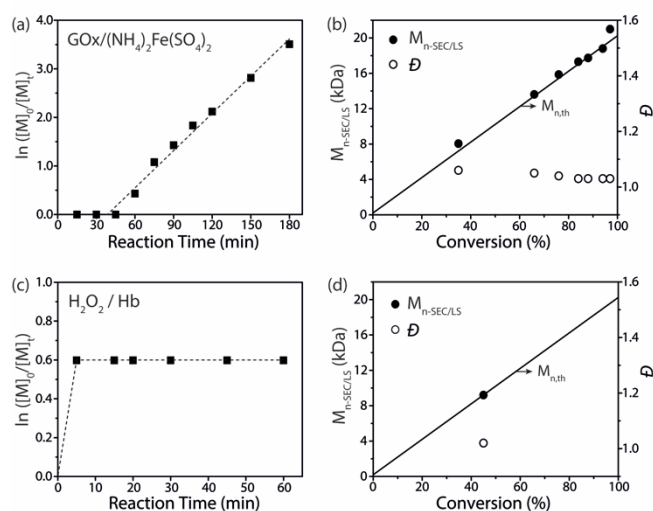 (a)
GOx/(NH₄)₂Fe(SO₄)₂
4.0
3.0
2.0
1.0
0.0
ln ([M]₀/[M]ₜ)
0 30 60 90 120 150 180
Reaction Time (min)
(b)
Mₙ₋SEC/LS
Đ
Mₙ,ₜₕ
20
16
12
8
4
0
Mₙ₋SEC/LS (kDa)
1.6
1.5
1.4
1.3
1.2
1.1
1.0
Đ
0 20 40 60 80 100
Conversion (%)
(c)
H₂O₂ / Hb
1.0
0.8
0.6
0.4
0.2
0.0
ln ([M]₀/[M]ₜ)
0 10 20 30 40 50 60
Reaction Time (min)
(d)
Mₙ₋SEC/LS
Đ
Mₙ,ₜₕ
20
16
12
8
4
0
Mₙ₋SEC/LS (kDa)
1.6
1.4
1.2
1.0
Đ
0 20 40 60 80 100
Conversion (%)